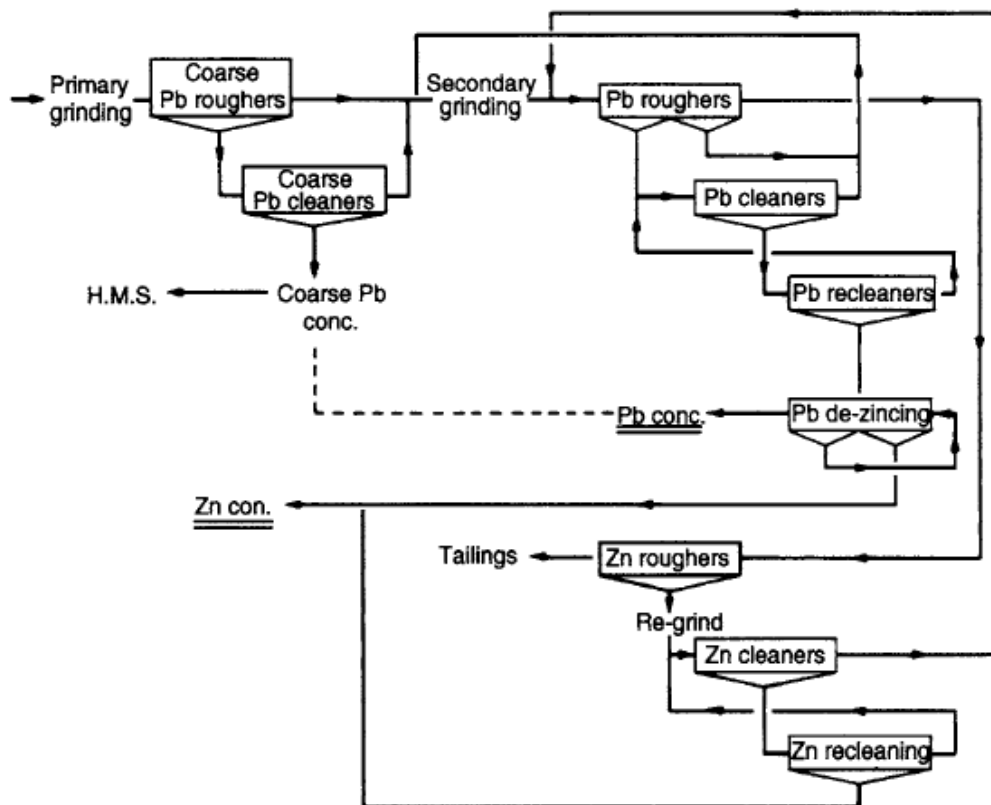 Primary
grinding
Coarse
Pb roughers
Secondary
grinding
Pb roughers
Coarse
Pb cleaners
Pb cleaners
H.M.S.
Coarse Pb
conc.
Pb recleaners
Pb conc.
Pb de-zincing
Zn con.
Tailings
Zn roughers
Re-grind
Zn cleaners
Zn recleaning